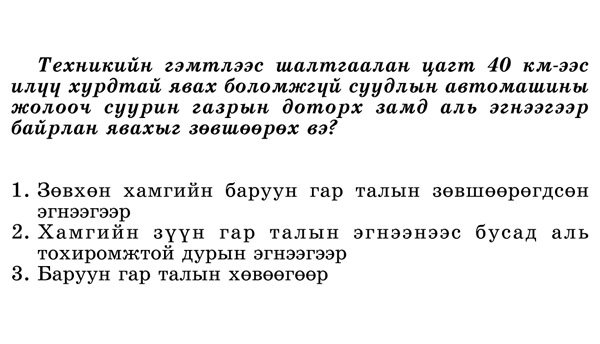 Техникийн гэмтлээс шалтгаалан цагт 40 км-ээс
илүү хурдтай явах боломжгүй суудлын автомашины
жолооч суурин газрын доторх замд аль эгнээгээр
байрлан явахыг зөвшөөрөх вэ?
1. Зөвхөн хамгийн баруун гар талын зөвшөөрөгдсөн
эгнээгээр
2. Хамгийн зүүн гар талын эгнээнээс бусад аль
тохиромжтой дурын эгнээгээр
3. Баруун гар талын хөвөөгөөр